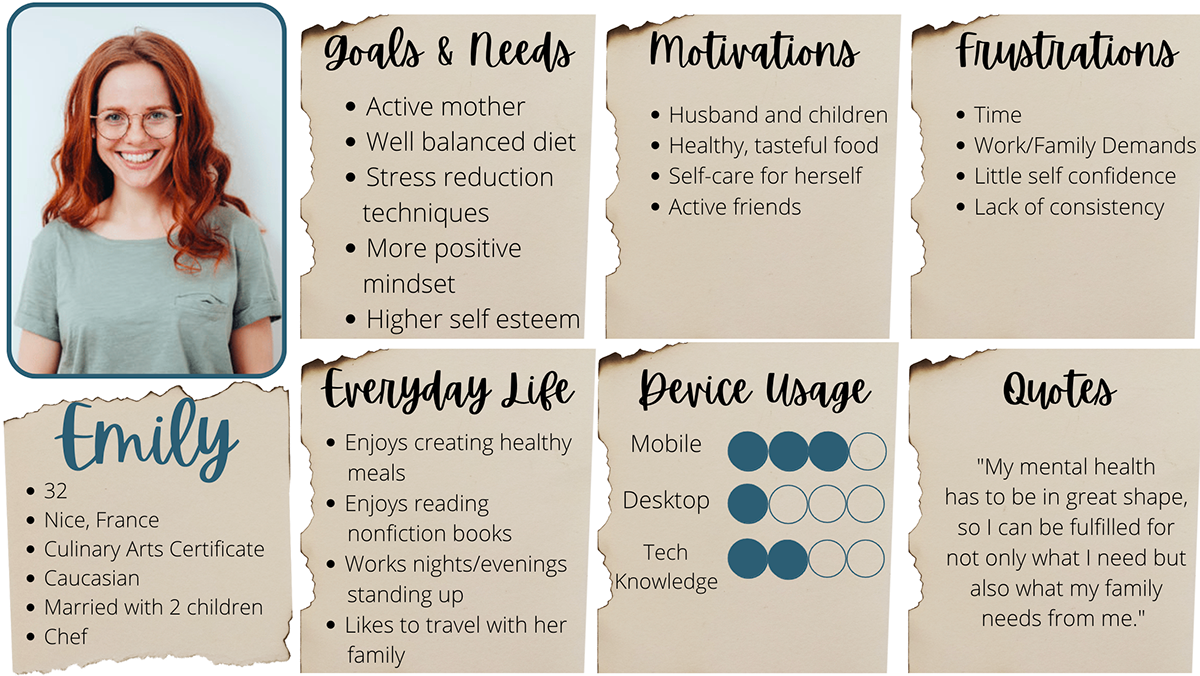 Goals & Needs
• Active mother
• Well balanced diet
• Stress reduction
techniques
• More positive
mindset
• Higher self esteem
Motivations
• Husband and children
• Healthy, tasteful food
• Self-care for herself
• Active friends
Frustrations
• Time
• Work/Family Demands
• Little self confidence
• Lack of consistency
Emily
• 32
• Nice, France
• Culinary Arts Certificate
• Caucasian
• Married with 2 children
• Chef
Everyday Life
• Enjoys creating healthy
meals
• Enjoys reading
nonfiction books
• Works nights/evenings
standing up
• Likes to travel with her
family
Device Usage
Mobile
Desktop
Tech
Knowledge
Quotes
"My mental health
has to be in great shape,
so I can be fulfilled for
not only what I need but
also what my family
needs from me."